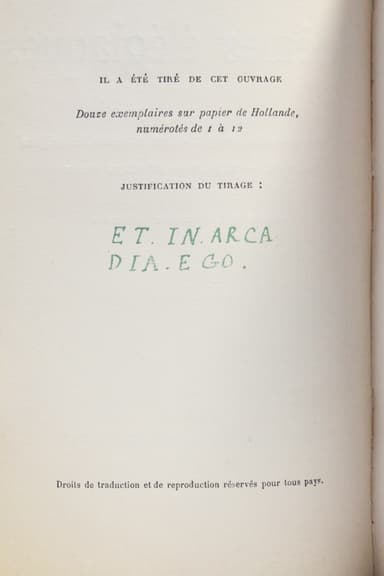 IL A ÉTÉ TIRÉ DE CET OUVRAGE
Douze exemplaires sur papier de Hollande,
numérotés de 1 à 12
JUSTIFICATION DU TIRAGE :
ET. IN. ARCA
DIA. EGO.
Droits de traduction et de reproduction réservés pour tous pays.